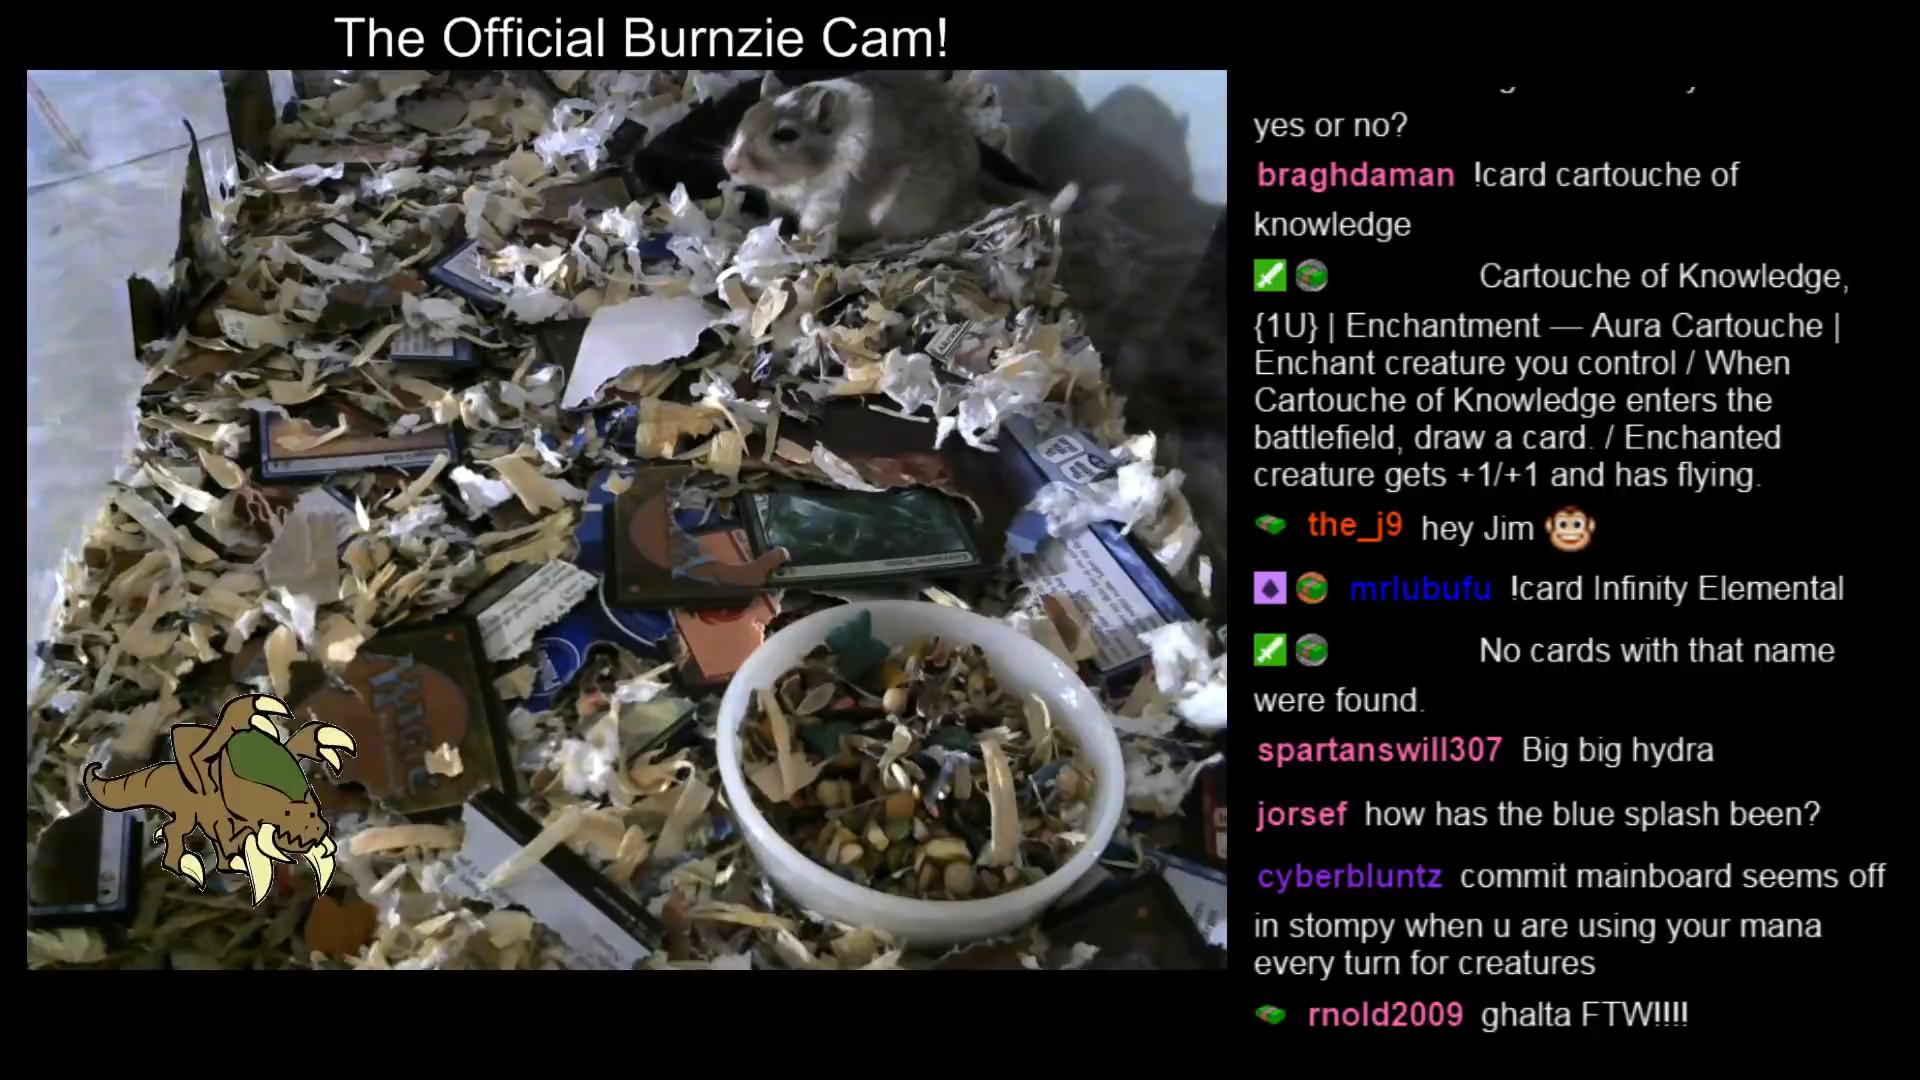 The Official Burnzie Cam!
yes or no?
braghdaman !card cartouche of
knowledge
Cartouche of Knowledge,
{1U} | Enchantment — Aura Cartouche |
Enchant creature you control / When
Cartouche of Knowledge enters the
battlefield, draw a card. / Enchanted
creature gets +1/+1 and has flying.
the_j9 hey Jim
mrlubufu !card Infinity Elemental
No cards with that name
were found.
spartanswill307 Big big hydra
jorsef how has the blue splash been?
cyberbluntz commit mainboard seems off
in stompy when u are using your mana
every turn for creatures
rnold2009 ghalta FTW!!!!